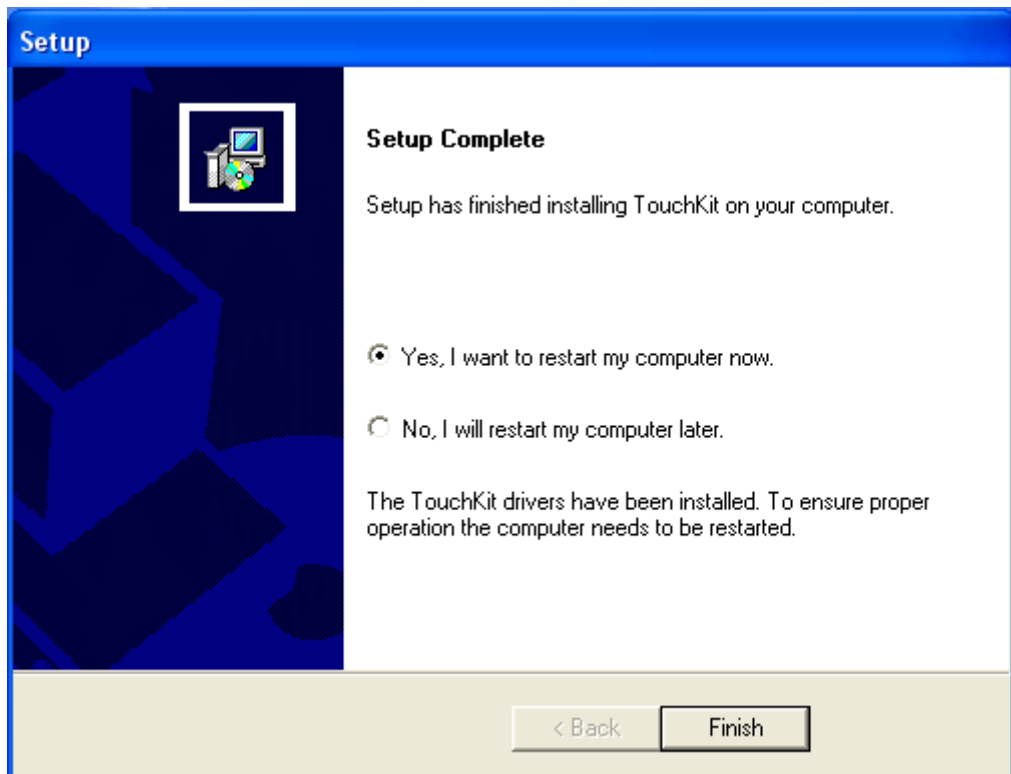 Setup
Setup Complete
Setup has finished installing TouchKit on your computer.
Yes, I want to restart my computer now.
No, I will restart my computer later.
The TouchKit drivers have been installed. To ensure proper
operation the computer needs to be restarted.
< Back
Finish